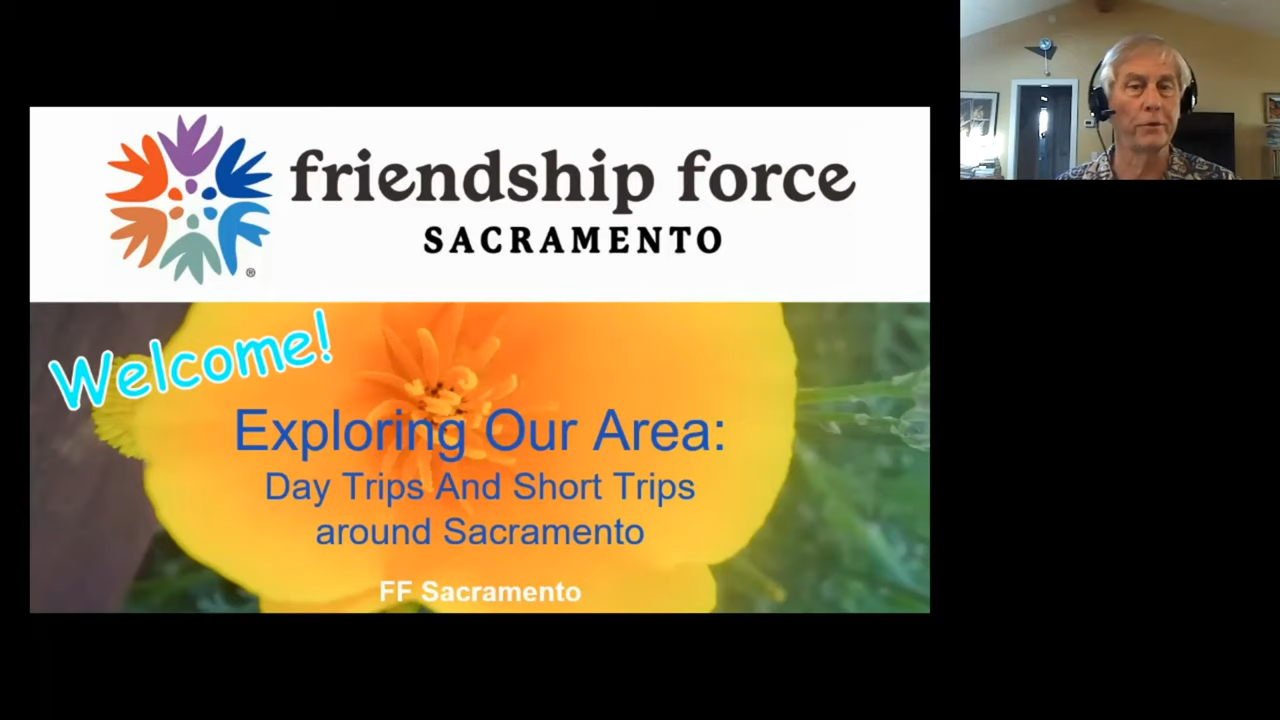 friendship force
SACRAMENTO
®
Welcome!
Exploring Our Area:
Day Trips And Short Trips
around Sacramento
FF Sacramento